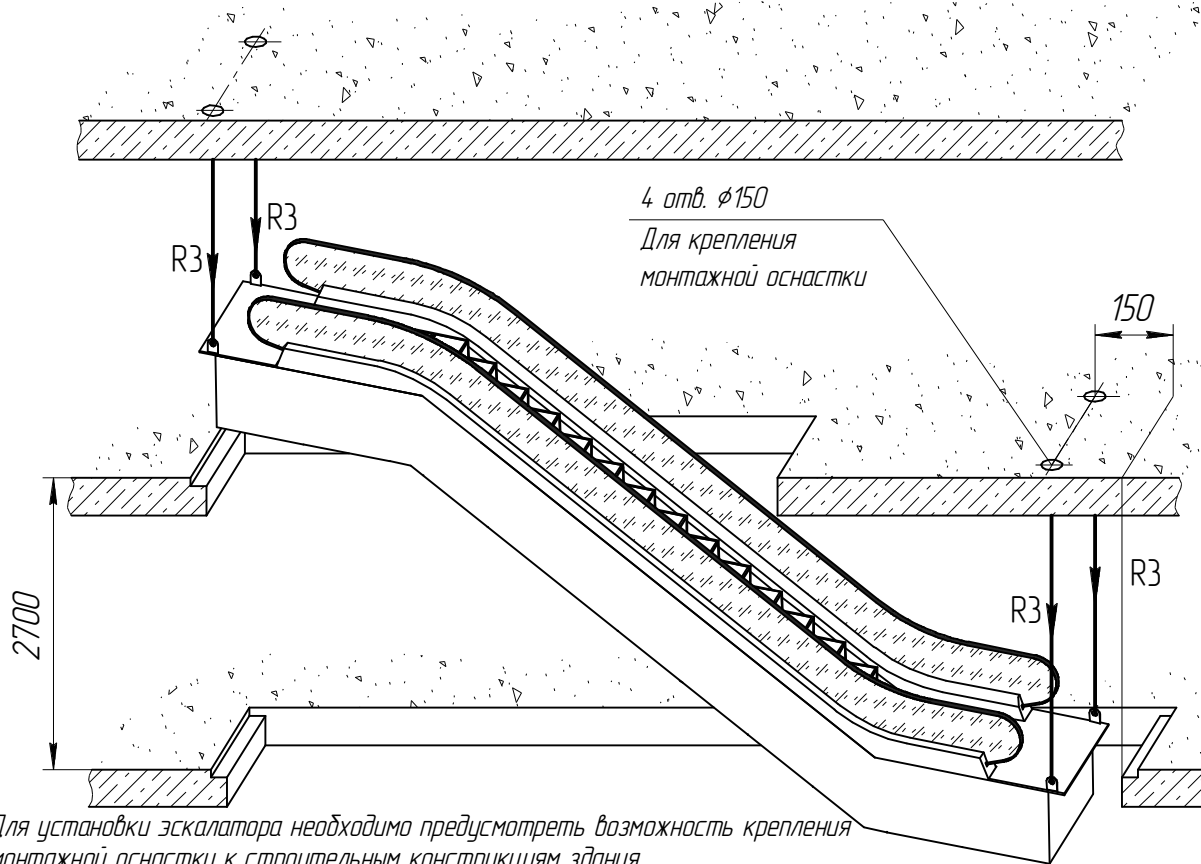 4 отв. ϕ150
Для крепления
монтажной оснастки
150
R3
R3
2700
R3
R3
Для установки эскалатора необходимо предусмотреть возможность крепления
монтажной оснастки к строительным конструкциям здания